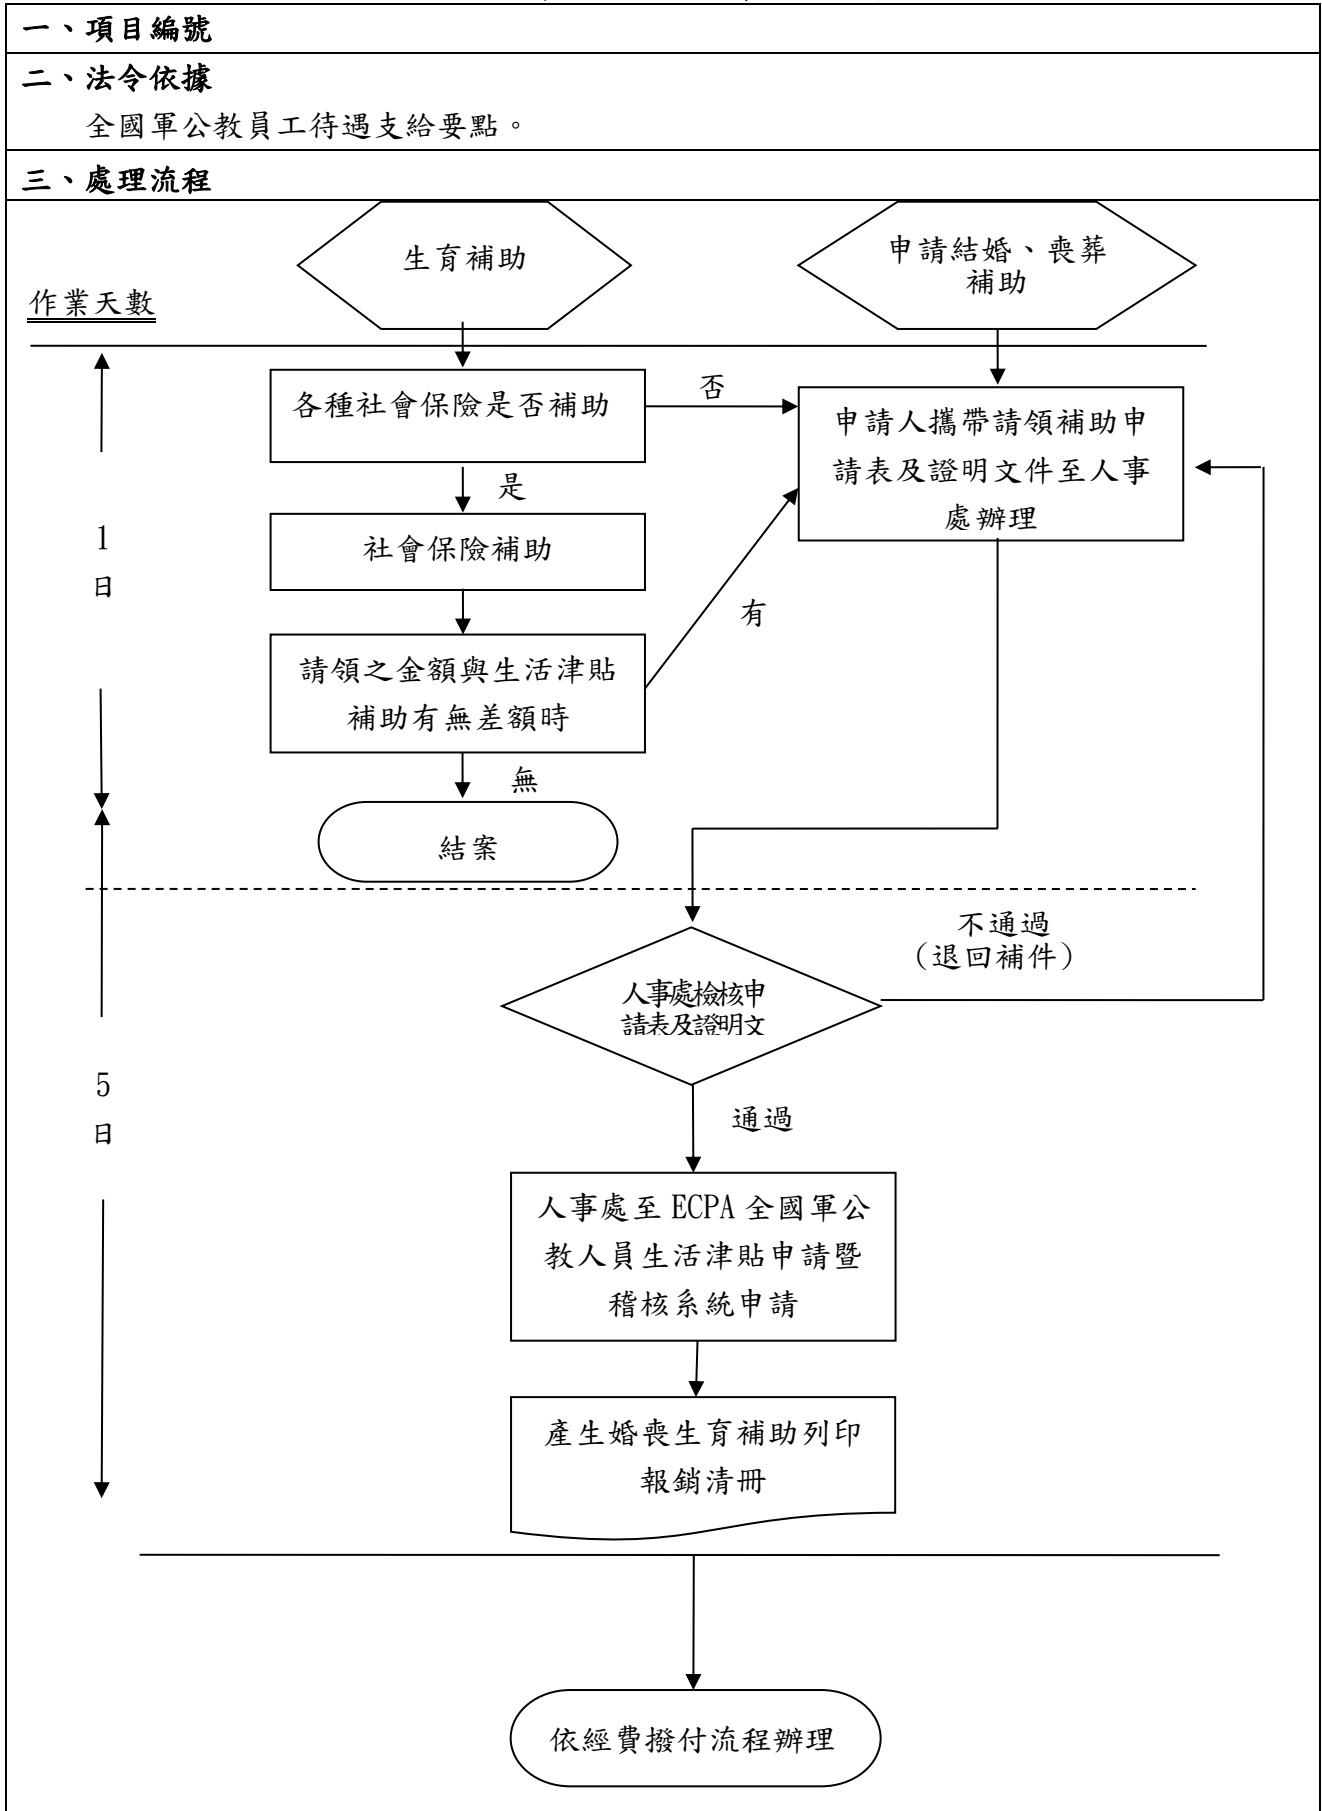 一、項目編號
二、法令依據
全國軍公教員工待遇支給要點。
三、處理流程
生育補助
申請結婚、喪葬
補助
作業天數
各種社會保險是否補助
否
申請人攜帶請領補助申
請表及證明文件至人事
處辦理
是
社會保險補助
1
日
有
請領之金額與生活津貼
補助有無差額時
無
結案
不通過
(退回補件)
人事處檢核申
請表及證明文
5
日
通過
人事處至 ECPA 全國軍公
教人員生活津貼申請暨
稽核系統申請
產生婚喪生育補助列印
報銷清冊
依經費撥付流程辦理